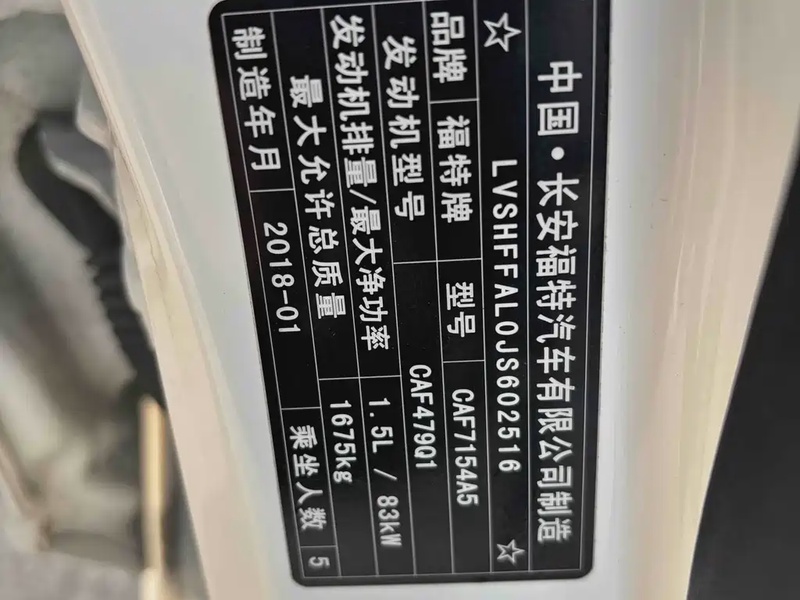 中国·长安福特汽车有限公司制造
☆ LVSHFFAL0JS602516 ☆
品牌 福特牌 型号 CAF7154A5
发动机型号 CAF479Q1
发动机排量/最大净功率 1.5L / 83kW
最大允许总质量 1675kg
制造年月 2018-01 乘坐人数 5